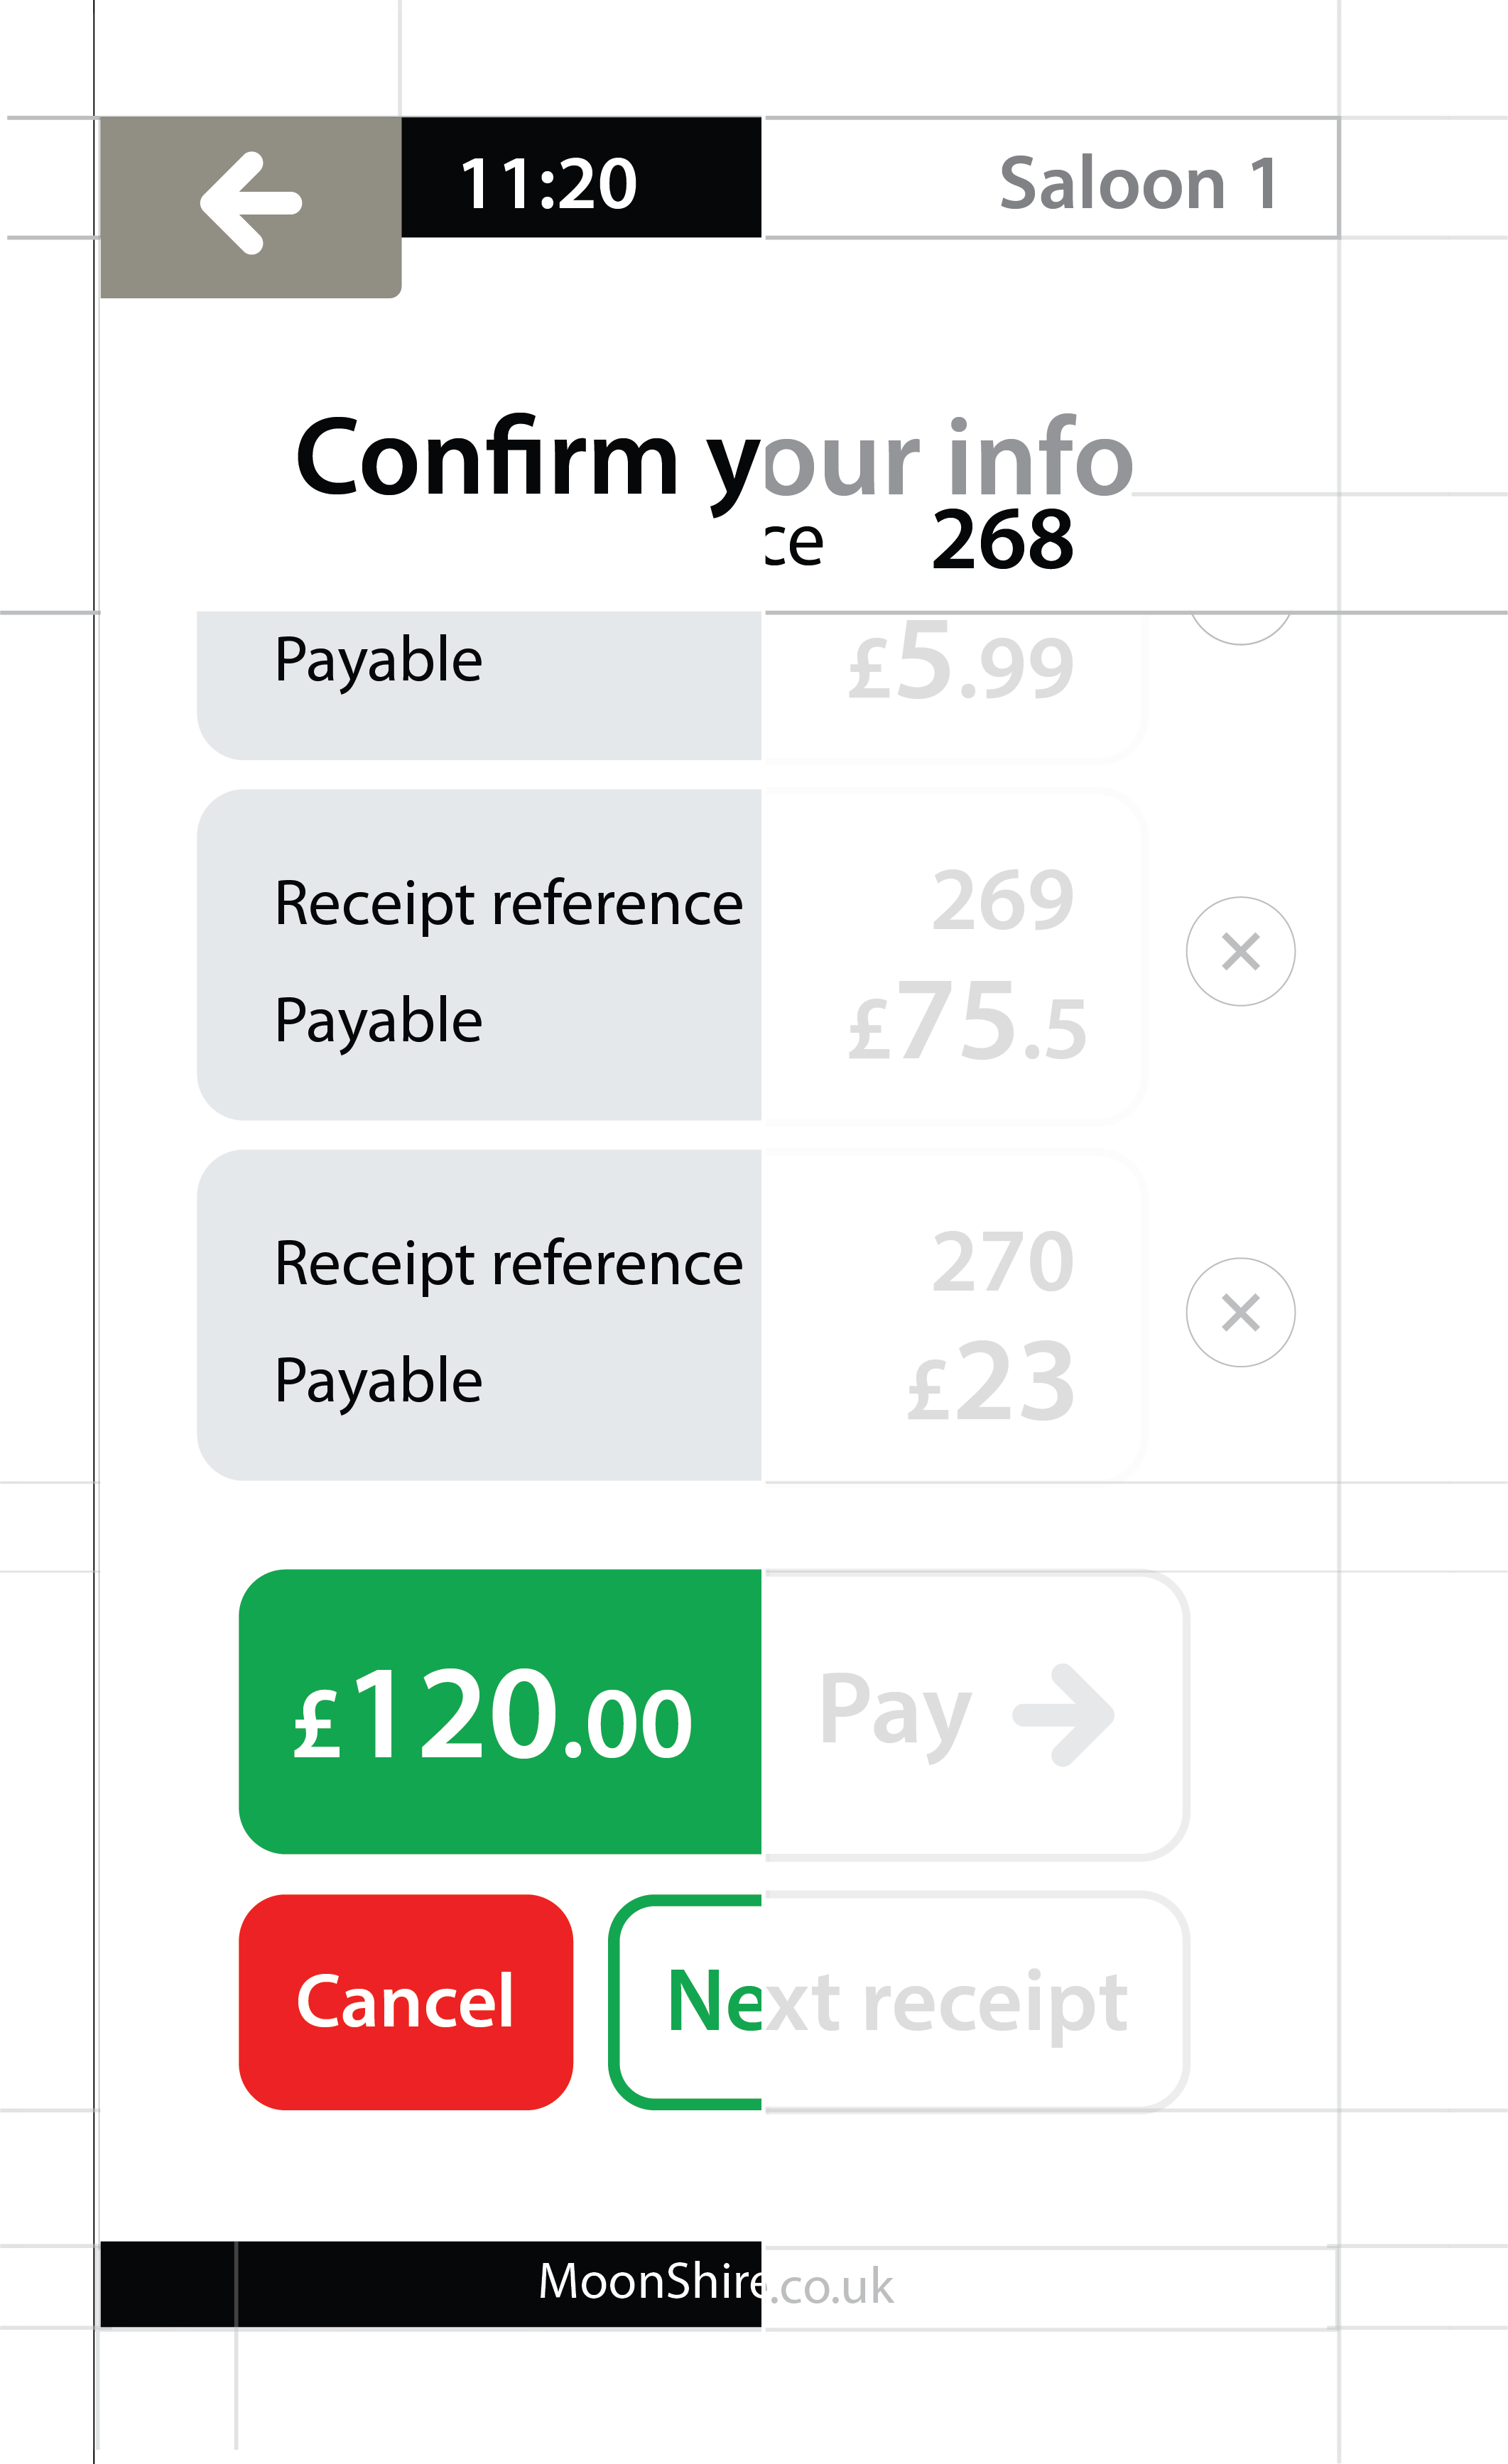 11:20 Saloon 1
Confirm your info
ce 268
Payable £5.99
Receipt reference 269
Payable £75.5
Receipt reference 270
Payable £23
£120.00 Pay
Cancel Next receipt
MoonShire.co.uk